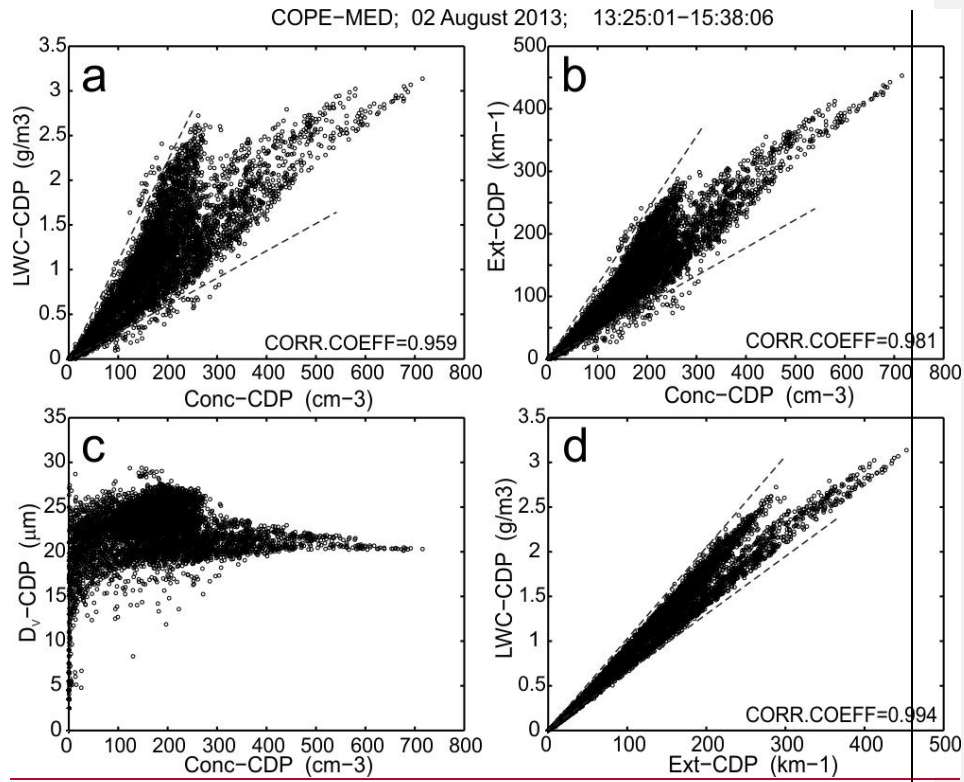 COPE−MED; 02 August 2013; 13:25:01−15:38:06
a
LWC−CDP (g/m3)
3.5
3
2.5
2
1.5
1
0.5
0
CORR.COEFF=0.959
0 100 200 300 400 500 600 700 800
Conc−CDP (cm−3)
b
Ext−CDP (km−1)
500
400
300
200
100
0
CORR.COEFF=0.981
0 100 200 300 400 500 600 700 800
Conc−CDP (cm−3)
c
Dv−CDP (μm)
35
30
25
20
15
10
5
0
0 100 200 300 400 500 600 700 800
Conc−CDP (cm−3)
d
LWC−CDP (g/m3)
3.5
3
2.5
2
1.5
1
0.5
0
CORR.COEFF=0.994
0 100 200 300 400 500
Ext−CDP (km−1)